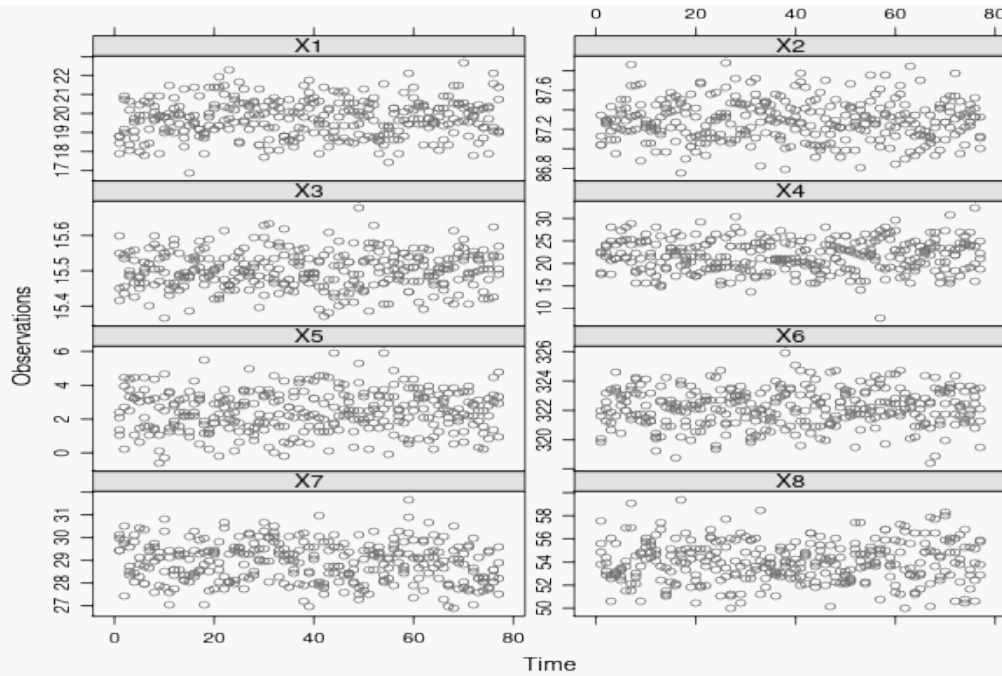 0 20 40 60 80
X1 X2
17 18 19 20 21 22
86.8 87.2 87.6
X3 X4
15.4 15.5 15.6
10 15 20 25 30
X5 X6
0 2 4 6
320 322 324 326
X7 X8
27 28 29 30 31
50 52 54 56 58
0 20 40 60 80
Observations
Time